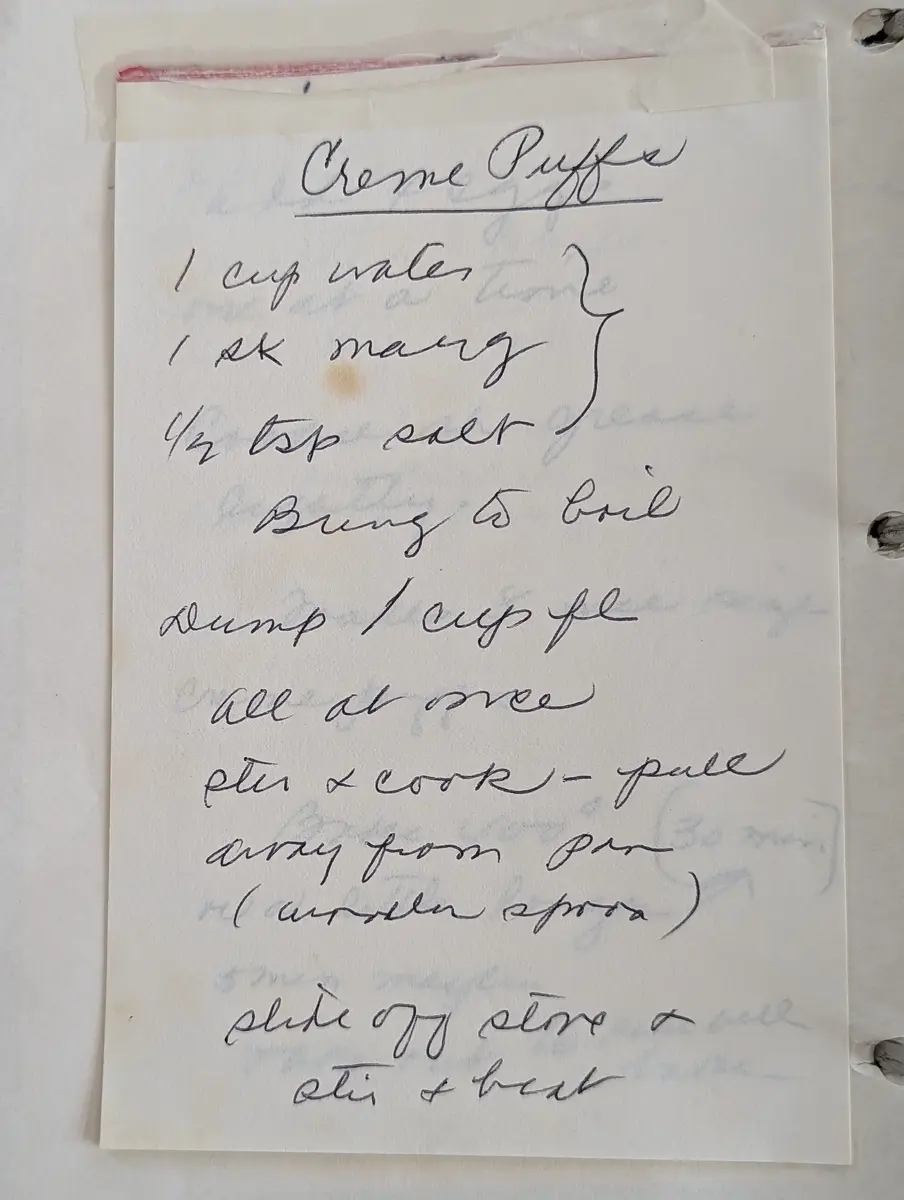 Creme Puffs
1 cup water
1 sk marg
1/2 tsp salt
Bring to boil
Dump 1 cup fl
all at once
stir & cook – pull
away from pan
(wooden spoon)
slide off stove &
stir & beat